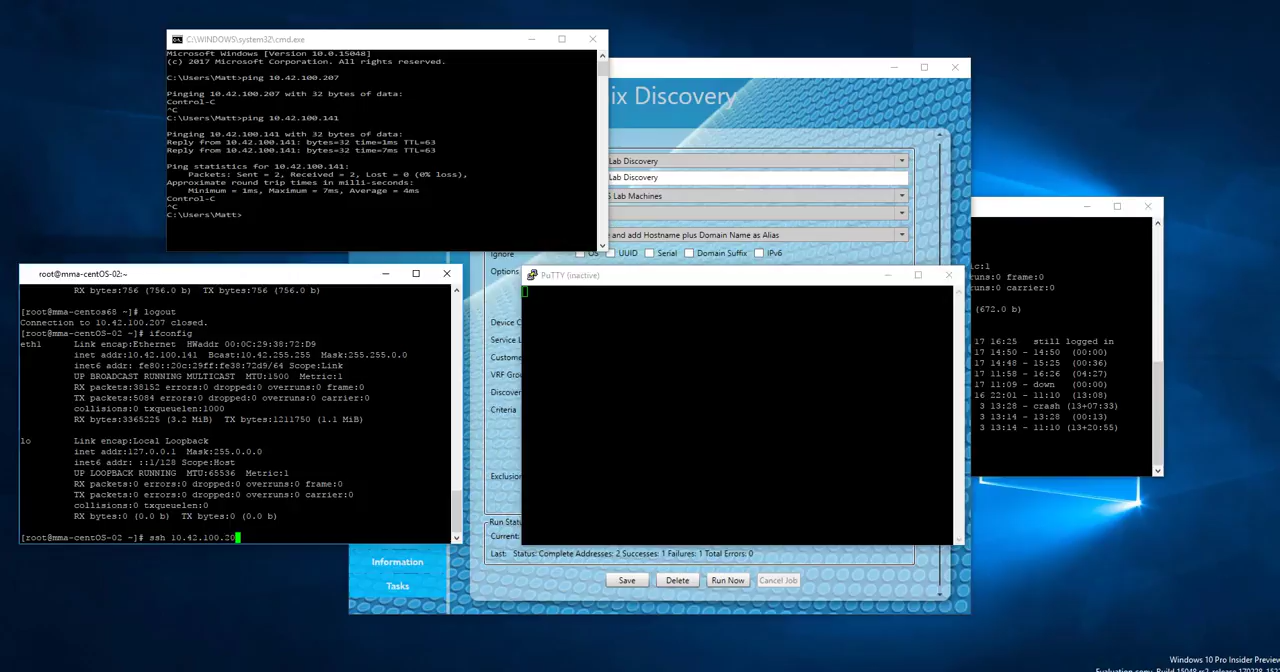 C:\WINDOWS\system32\cmd.exe
Microsoft Windows [Version 10.0.15048]
(c) 2017 Microsoft Corporation. All rights reserved.
C:\Users\Matt>ping 10.42.100.207
Pinging 10.42.100.207 with 32 bytes of data:
Control-C
^C
C:\Users\Matt>ping 10.42.100.141
Pinging 10.42.100.141 with 32 bytes of data:
Reply from 10.42.100.141: bytes=32 time=1ms TTL=63
Reply from 10.42.100.141: bytes=32 time=7ms TTL=63
Ping statistics for 10.42.100.141:
Packets: Sent = 2, Received = 2, Lost = 0 (0% loss),
Approximate round trip times in milli-seconds:
Minimum = 1ms, Maximum = 7ms, Average = 4ms
Control-C
^C
C:\Users\Matt>
ix Discovery
Lab Discovery
Lab Discovery
S Lab Machines
e and add Hostname plus Domain Name as Alias
Ignore OS UUID Serial Domain Suffix IPv6
Options
Device C
Service L
Custome
VRF Grou
Discover
Criteria
Exclusion
Run Statu
Current:
Last: Status: Complete Addresses: 2 Successes: 1 Failures: 1 Total Errors: 0
Save Delete Run Now Cancel Job
Information
Tasks
root@mma-centOS-02:~
RX bytes:756 (756.0 b) TX bytes:756 (756.0 b)
[root@mma-centos68 ~]# logout
Connection to 10.42.100.207 closed.
[root@mma-centOS-02 ~]# ifconfig
eth1 Link encap:Ethernet HWaddr 00:0C:29:38:72:D9
inet addr:10.42.100.141 Bcast:10.42.255.255 Mask:255.255.0.0
inet6 addr: fe80::20c:29ff:fe38:72d9/64 Scope:Link
UP BROADCAST RUNNING MULTICAST MTU:1500 Metric:1
RX packets:38152 errors:0 dropped:0 overruns:0 frame:0
TX packets:5084 errors:0 dropped:0 overruns:0 carrier:0
collisions:0 txqueuelen:1000
RX bytes:3365225 (3.2 MiB) TX bytes:1211750 (1.1 MiB)
lo Link encap:Local Loopback
inet addr:127.0.0.1 Mask:255.0.0.0
inet6 addr: ::1/128 Scope:Host
UP LOOPBACK RUNNING MTU:65536 Metric:1
RX packets:0 errors:0 dropped:0 overruns:0 frame:0
TX packets:0 errors:0 dropped:0 overruns:0 carrier:0
collisions:0 txqueuelen:0
RX bytes:0 (0.0 b) TX bytes:0 (0.0 b)
[root@mma-centOS-02 ~]# ssh 10.42.100.20
PuTTY (inactive)
ic:1
runs:0 frame:0
uns:0 carrier:0
(672.0 b)
17 16:25 still logged in
17 14:50 - 14:50 (00:00)
17 14:48 - 15:25 (00:36)
17 11:58 - 16:26 (04:27)
17 11:09 - down (00:00)
16 22:01 - 11:10 (13:08)
3 13:28 - crash (13+07:33)
3 13:14 - 13:28 (00:13)
3 13:14 - 11:10 (13+20:55)
Windows 10 Pro Insider Preview